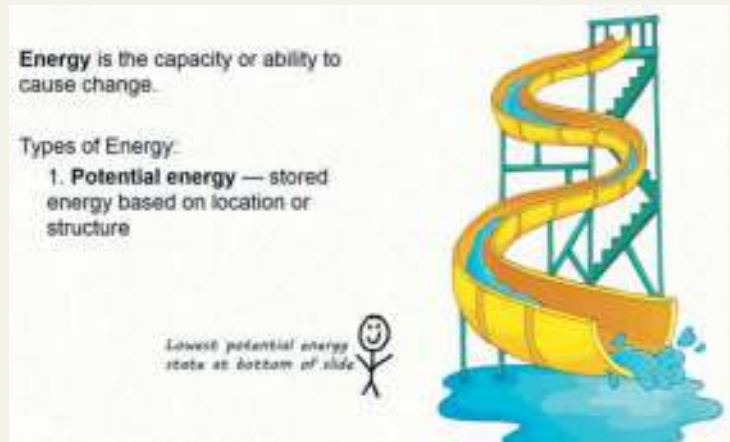 Energy is the capacity or ability to
cause change.
Types of Energy:
1. Potential energy — stored
energy based on location or
structure
Lowest potential energy
state at bottom of slide